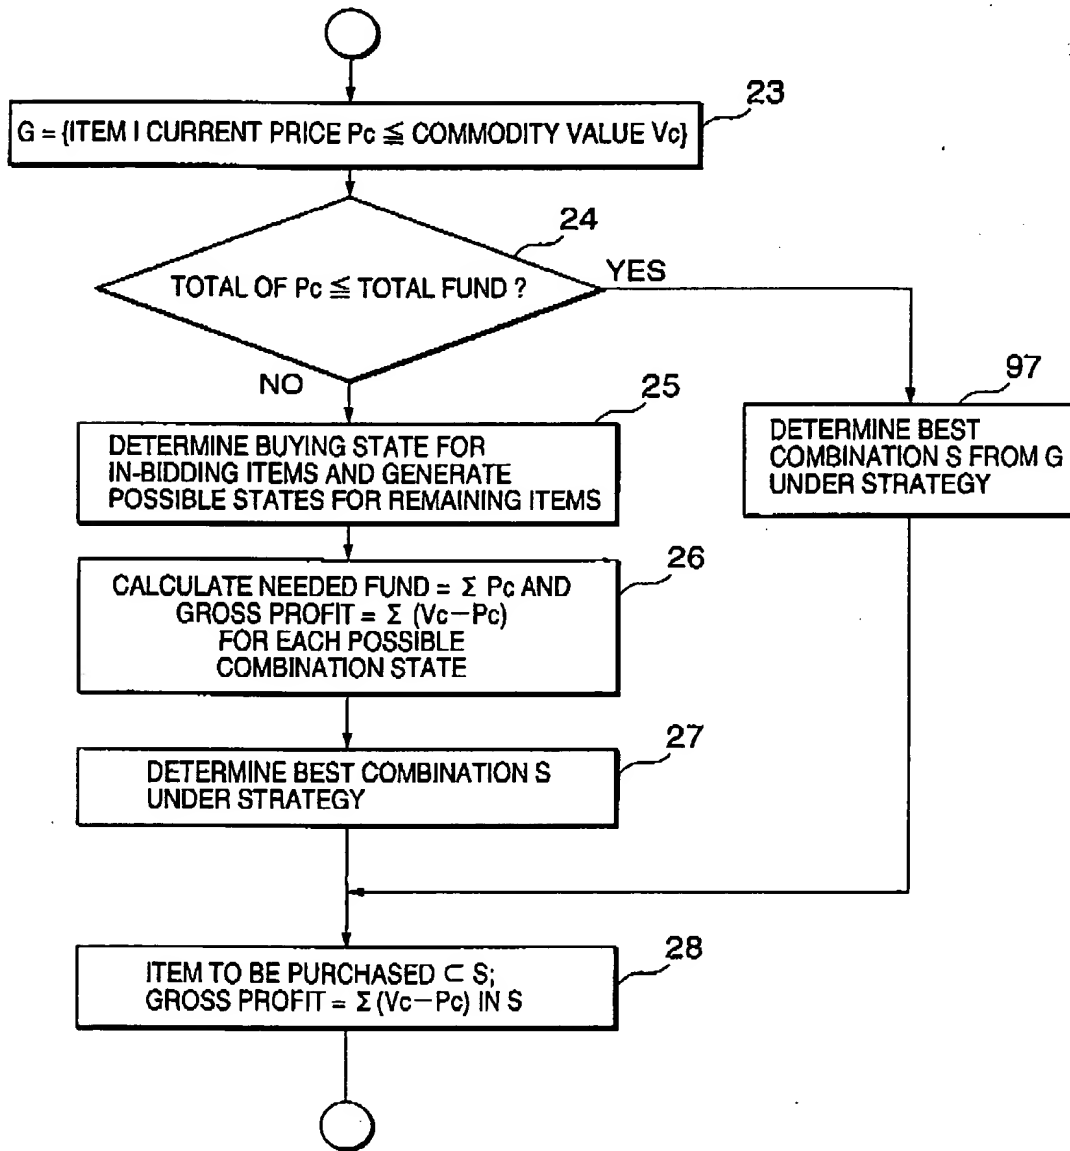 23
G = {ITEM I CURRENT PRICE Pc ≦ COMMODITY VALUE Vc}
24
TOTAL OF Pc ≦ TOTAL FUND ?
YES
NO
25
DETERMINE BUYING STATE FOR
IN-BIDDING ITEMS AND GENERATE
POSSIBLE STATES FOR REMAINING ITEMS
97
DETERMINE BEST
COMBINATION S FROM G
UNDER STRATEGY
26
CALCULATE NEEDED FUND = Σ Pc AND
GROSS PROFIT = Σ (Vc−Pc)
FOR EACH POSSIBLE
COMBINATION STATE
27
DETERMINE BEST COMBINATION S
UNDER STRATEGY
28
ITEM TO BE PURCHASED ⊂ S;
GROSS PROFIT = Σ (Vc−Pc) IN S